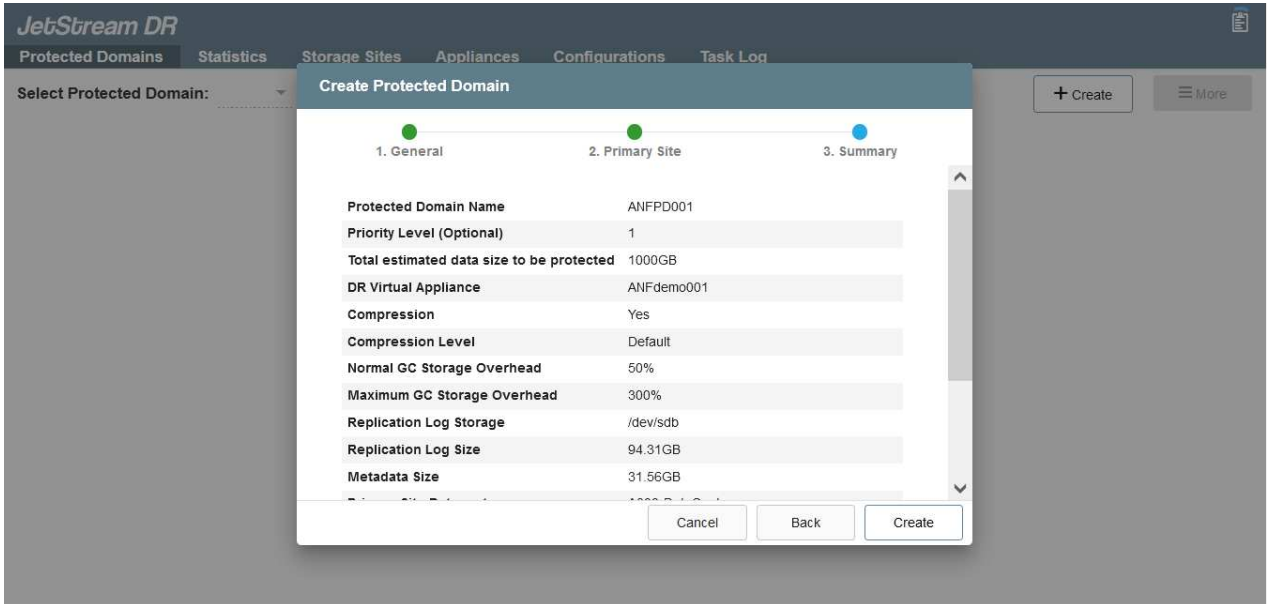 JetStream DR
Protected Domains Statistics Storage Sites Appliances Configurations Task Log
Select Protected Domain:
+ Create
More
Create Protected Domain
1. General 2. Primary Site 3. Summary
Protected Domain Name ANFPD001
Priority Level (Optional) 1
Total estimated data size to be protected 1000GB
DR Virtual Appliance ANFdemo001
Compression Yes
Compression Level Default
Normal GC Storage Overhead 50%
Maximum GC Storage Overhead 300%
Replication Log Storage /dev/sdb
Replication Log Size 94.31GB
Metadata Size 31.56GB
Cancel Back Create